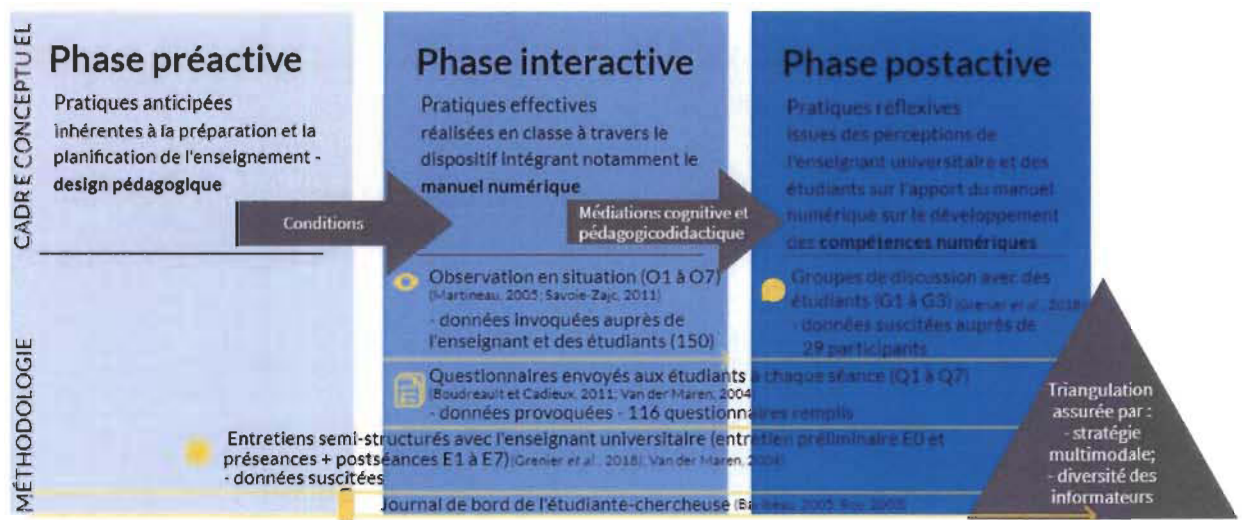 CADRE CONCEPTUEL
Phase préactive
Pratiques anticipées
inhérentes à la préparation et la
planification de l'enseignement -
design pédagogique
Conditions
Phase interactive
Pratiques effectives
réalisées en classe à travers le
dispositif intégrant notamment le
manuel numérique
Médiations cognitive et
pédagogicodidactique
Phase postactive
Pratiques réflexives
issues des perceptions de
l'enseignant universitaire et des
étudiants sur l'apport du manuel
numérique sur le développement
des compétences numériques
MÉTHODOLOGIE
Observation en situation (O1 à O7)
(Martineau, 2005; Savoie-Zajc, 2011)
- données invoquées auprès de
l'enseignant et des étudiants (150)
Groupes de discussion avec des
étudiants (G1 à G3) (Grenier et al., 2018)
- données suscitées auprès de
29 participants
Questionnaires envoyés aux étudiants à chaque séance (Q1 à Q7)
(Boudreault et Cadieux, 2011; Van der Maren, 2004
- données provoquées - 116 questionnaires remplis
Entretiens semi-structurés avec l'enseignant universitaire (entretien préliminaire E0 et
préseances + postséances E1 à E7) (Grenier et al., 2018; Van der Maren, 2004)
- données suscitées
Journal de bord de l'étudiante-chercheuse
Triangulation
assurée par :
- stratégie
multimodale;
- diversité des
informateurs